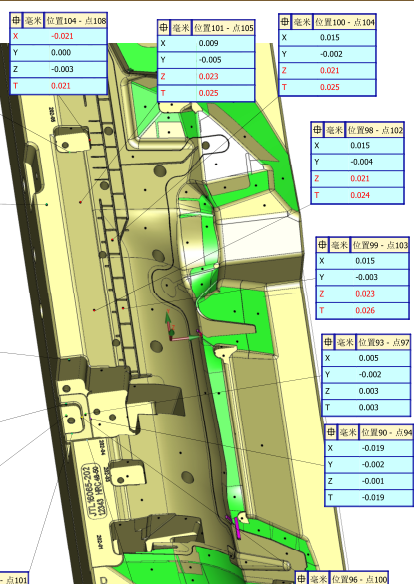 毫米 位置104 - 点108
X -0.021
Y 0.000
Z -0.003
T 0.021
毫米 位置101 - 点105
X 0.009
Y -0.005
Z 0.023
T 0.025
毫米 位置100 - 点104
X 0.015
Y -0.002
Z 0.021
T 0.025
毫米 位置98 - 点102
X 0.015
Y -0.004
Z 0.021
T 0.024
毫米 位置99 - 点103
X 0.015
Y -0.003
Z 0.023
T 0.026
毫米 位置93 - 点97
X 0.005
Y -0.002
Z 0.003
T 0.003
毫米 位置90 - 点94
X -0.019
Y -0.002
Z -0.001
T -0.019
JTL16065-202
12343 HRC 48-50
- 点101
毫米 位置96 - 点100